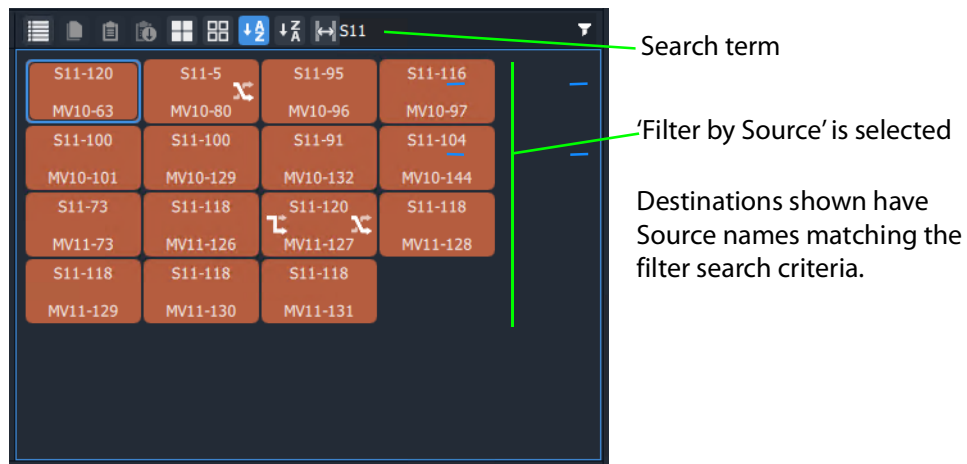 S11
Search term
S11-120 S11-5 S11-95 S11-116
MV10-63 MV10-80 MV10-96 MV10-97
'Filter by Source' is selected
S11-100 S11-100 S11-91 S11-104
MV10-101 MV10-129 MV10-132 MV10-144
Destinations shown have
Source names matching the
filter search criteria.
S11-73 S11-118 S11-120 S11-118
MV11-73 MV11-126 MV11-127 MV11-128
S11-118 S11-118 S11-118
MV11-129 MV11-130 MV11-131